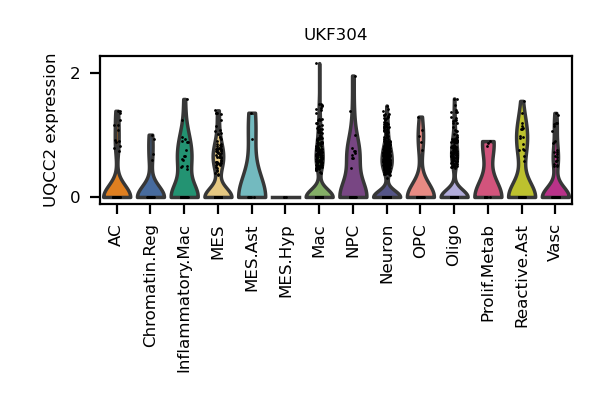 UKF304
UQCC2 expression
2
0
AC
Chromatin.Reg
Inflammatory.Mac
MES
MES.Ast
MES.Hyp
Mac
NPC
Neuron
OPC
Oligo
Prolif.Metab
Reactive.Ast
Vasc